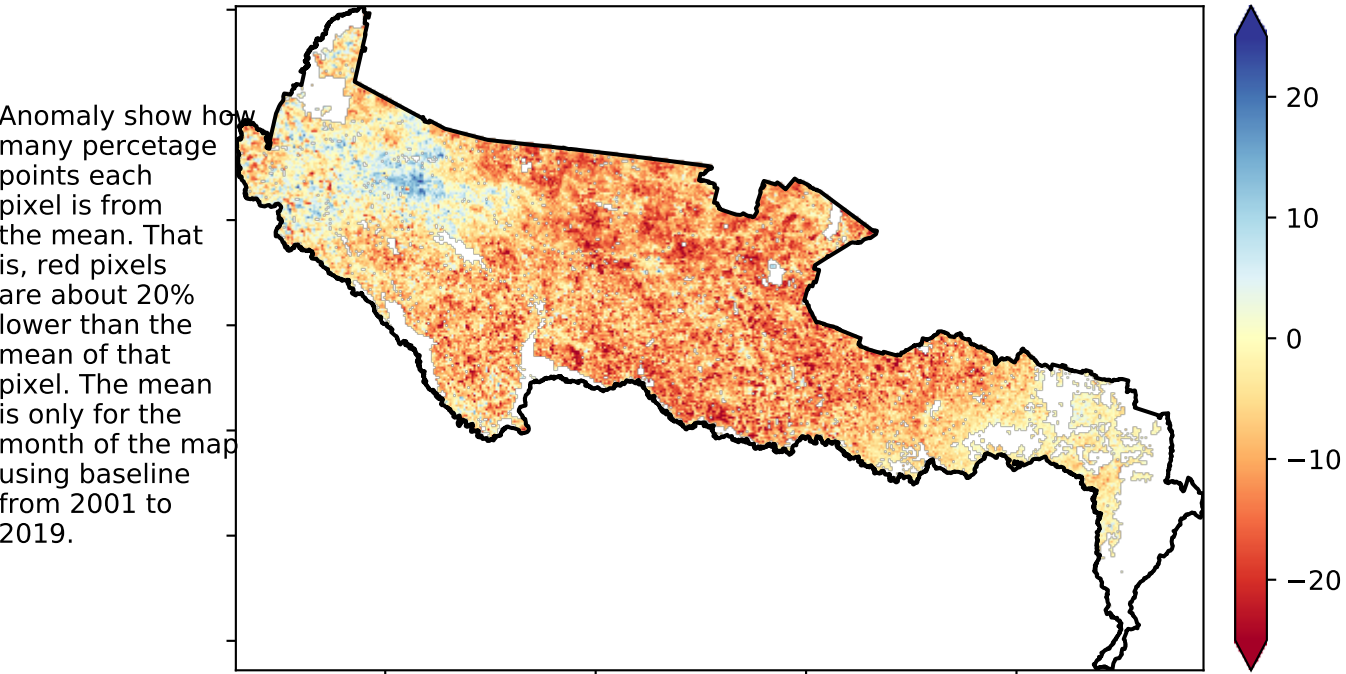 Anomaly show how
many percetage
points each
pixel is from
the mean. That
is, red pixels
are about 20%
lower than the
mean of that
pixel. The mean
is only for the
month of the map
using baseline
from 2001 to
2019.
20
10
0
−10
−20